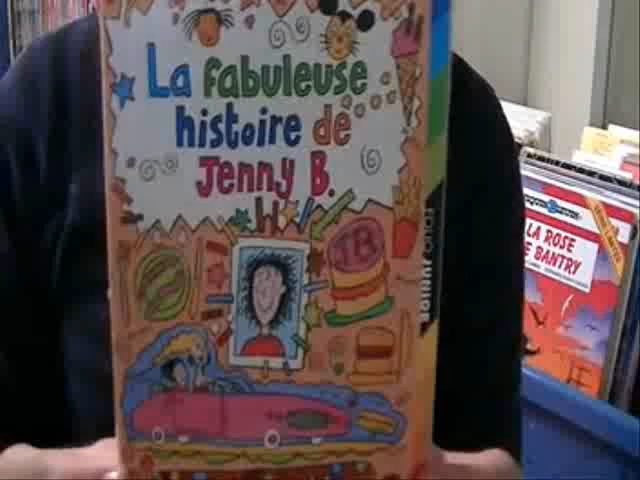 La fabuleuse
histoire de
Jenny B.
JB
FOLIO JUNIOR
LA ROSE
DE BANTRY